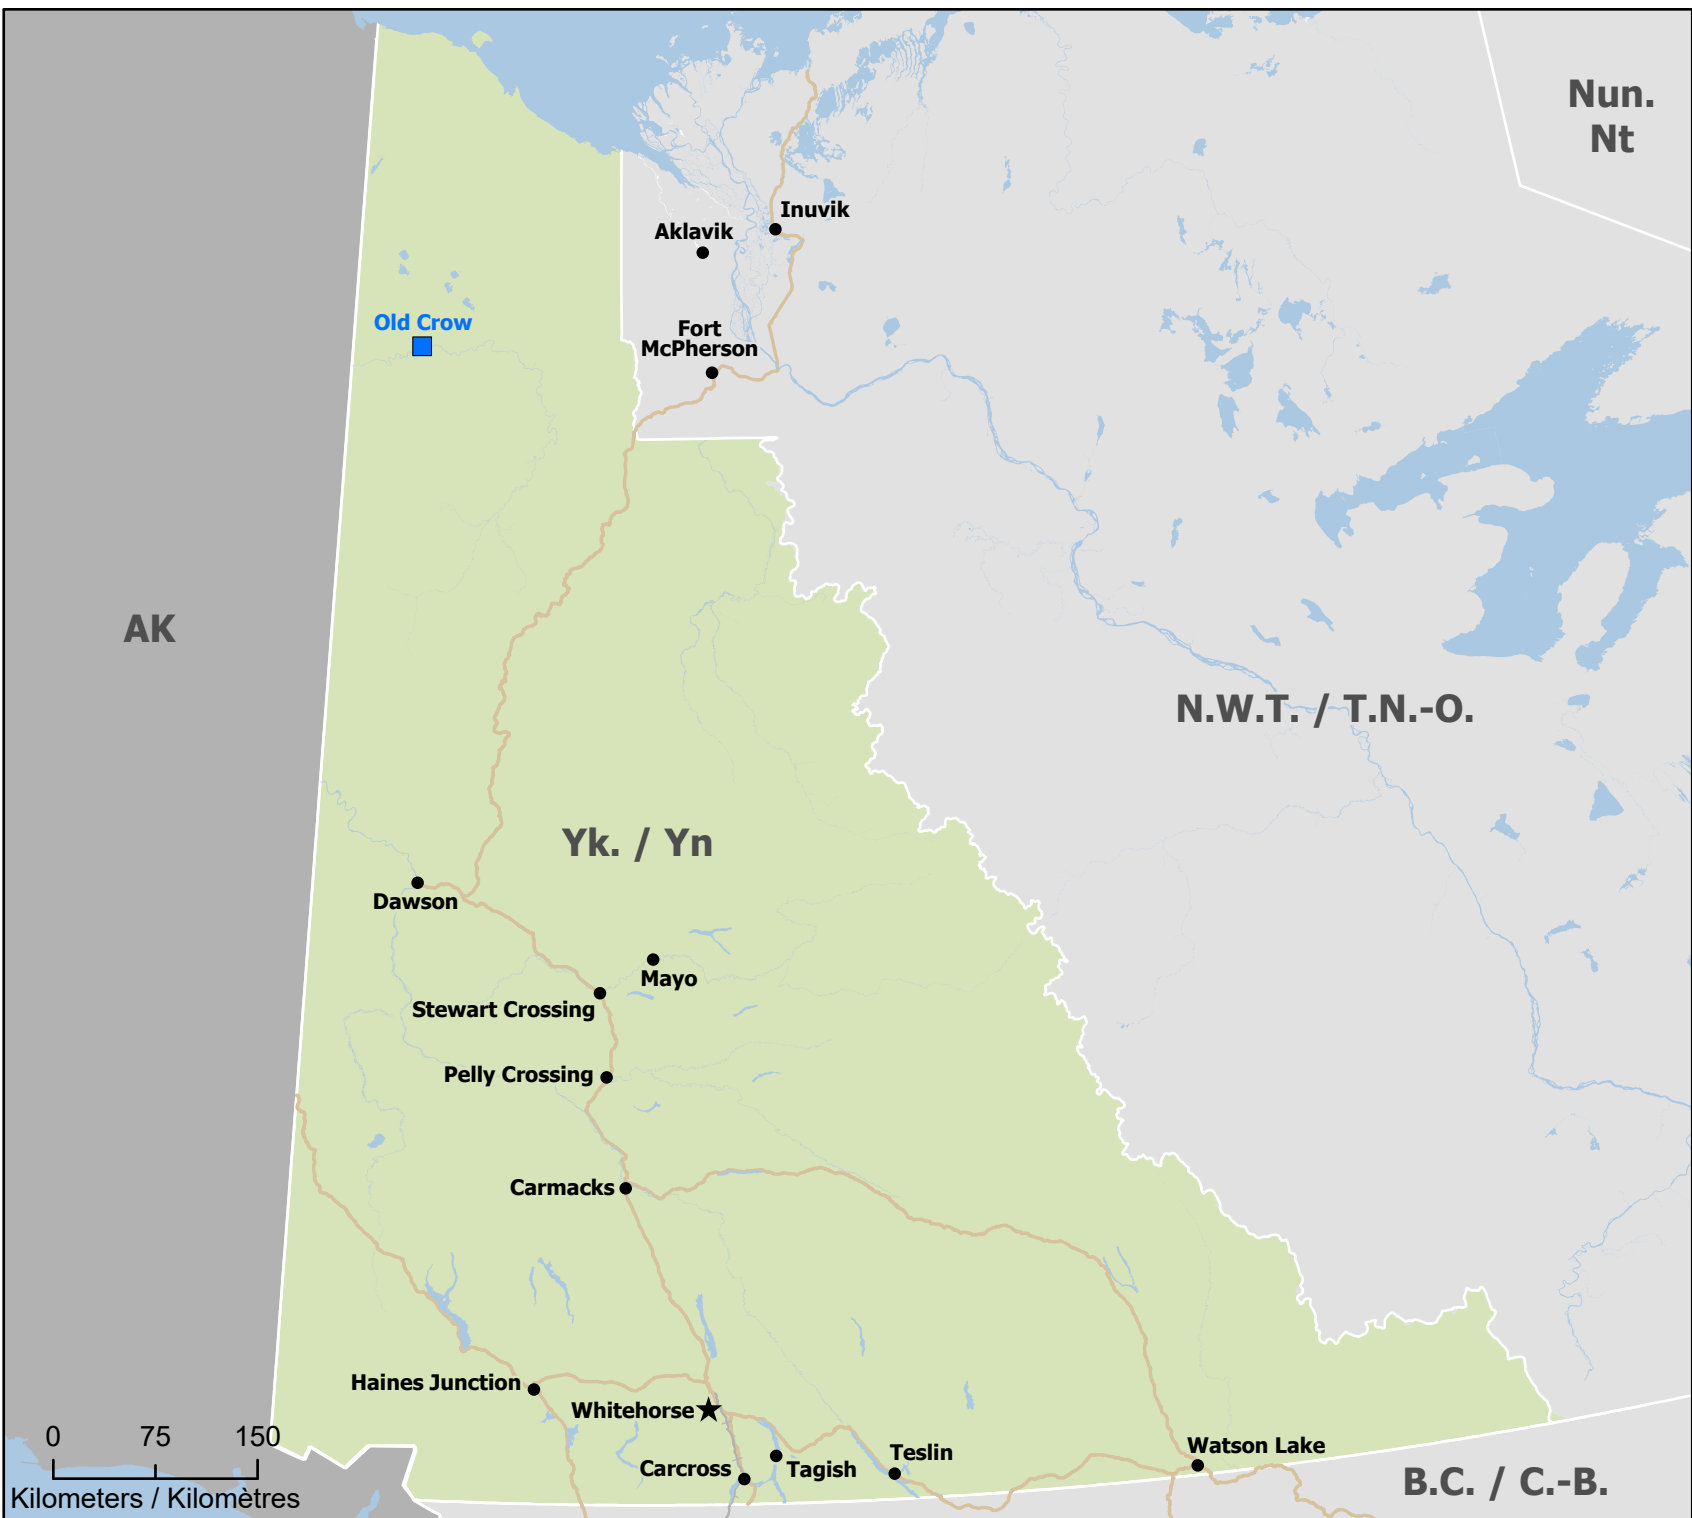 Nun.
Nt
Inuvik
Aklavik
Old Crow
Fort
McPherson
AK
N.W.T. / T.N.-O.
Yk. / Yn
Dawson
Mayo
Stewart Crossing
Pelly Crossing
Carmacks
Haines Junction
Whitehorse
Carcross
Tagish
Teslin
Watson Lake
B.C. / C.-B.
0 75 150
Kilometers / Kilomètres